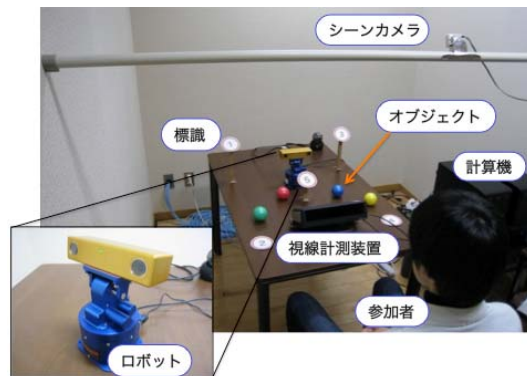 シーンカメラ
標識
オブジェクト
計算機
視線計測装置
参加者
ロボット